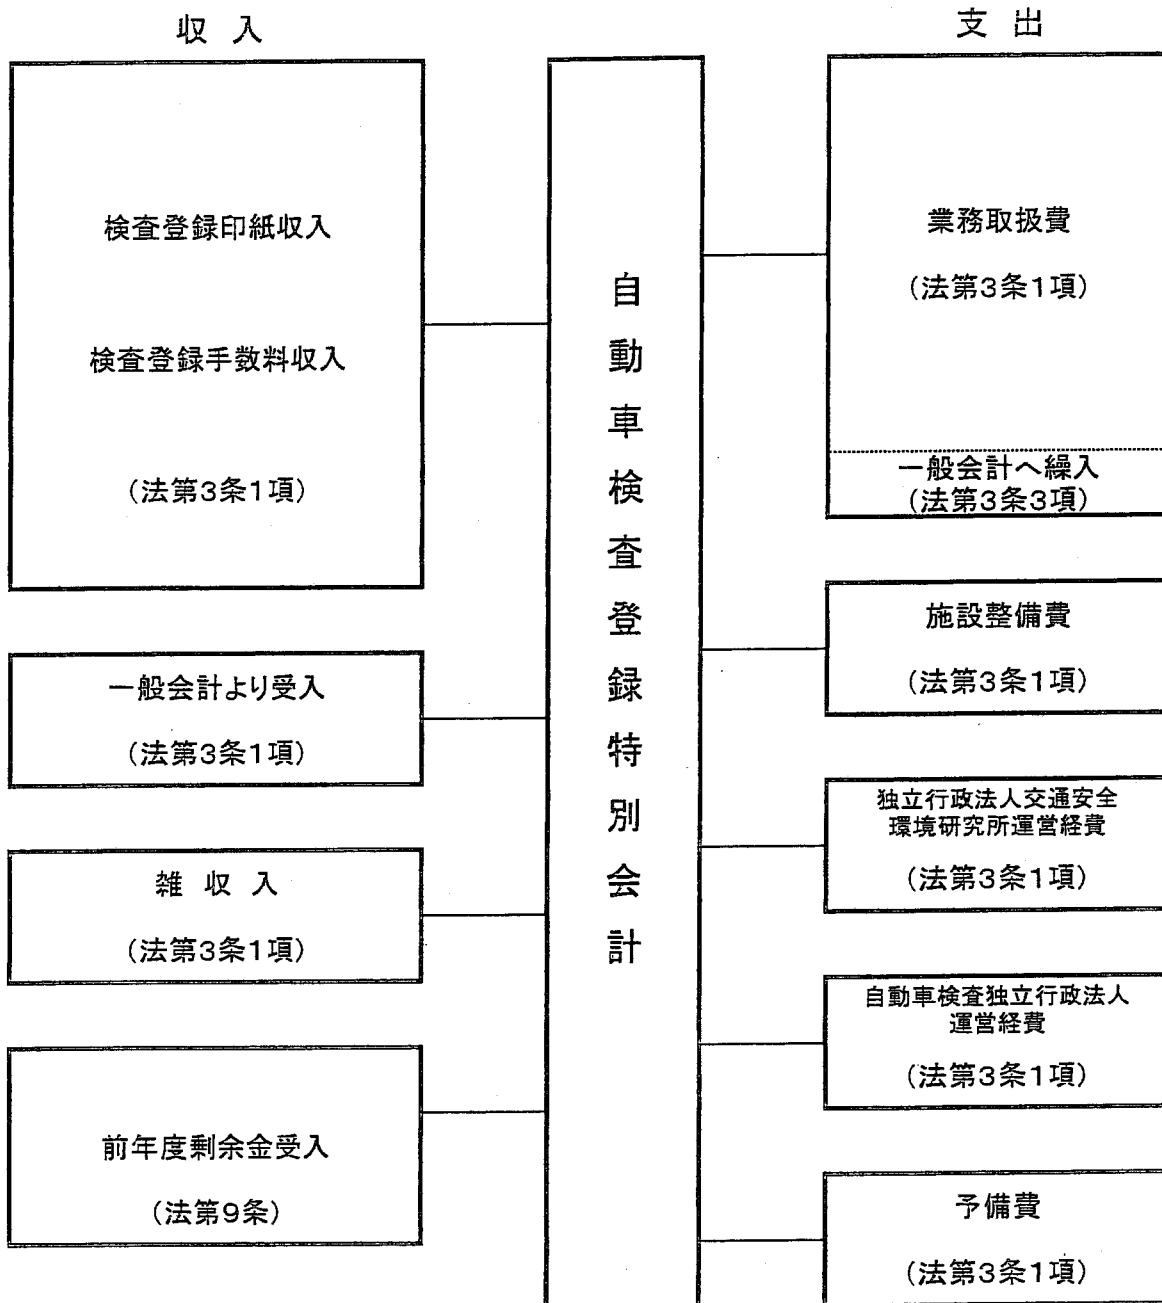 収 入
検査登録印紙収入
検査登録手数料収入
(法第3条1項)
一般会計より受入
(法第3条1項)
雑 収 入
(法第3条1項)
前年度剰余金受入
(法第9条)
自動車検査登録特別会計
支 出
業務取扱費
(法第3条1項)
一般会計へ繰入
(法第3条3項)
施設整備費
(法第3条1項)
独立行政法人交通安全
環境研究所運営経費
(法第3条1項)
自動車検査独立行政法人
運営経費
(法第3条1項)
予備費
(法第3条1項)